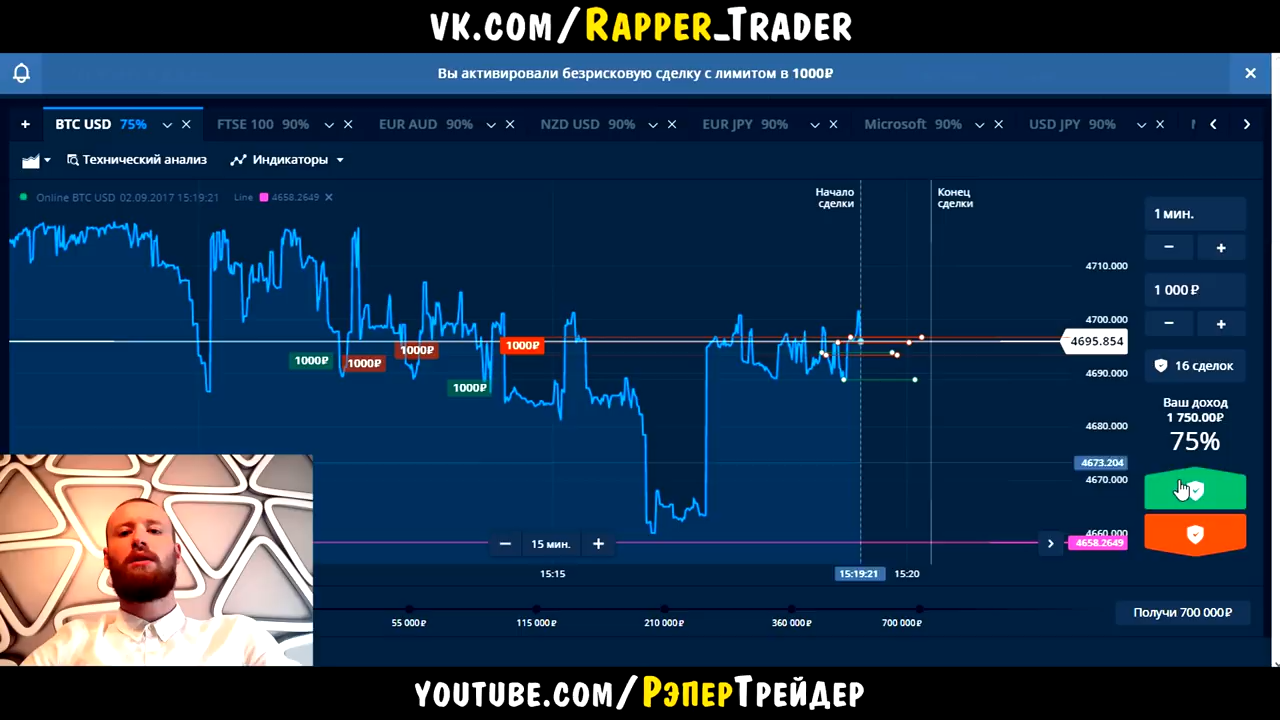 VK.COM/RAPPER_TRADER
Вы активировали безрисковую сделку с лимитом в 1000₽
BTC USD 75%
FTSE 100 90%
EUR AUD 90%
NZD USD 90%
EUR JPY 90%
Microsoft 90%
USD JPY 90%
Технический анализ
Индикаторы
Online BTC USD 02.09.2017 15:19:21
Line 4658.2649
Начало
сделки
Конец
сделки
1 мин.
1 000 ₽
16 сделок
Ваш доход
1 750.00₽
75%
4710.000
4700.000
4695.854
4690.000
4680.000
4673.204
4670.000
4660.000
4658.2649
1000₽
1000₽
1000₽
1000₽
1000₽
15 мин.
15:15
15:19:21
15:20
55 000₽
115 000₽
210 000₽
360 000₽
700 000₽
Получи 700 000₽
YOUTUBE.COM/РЭПЕРТРЕЙДЕР